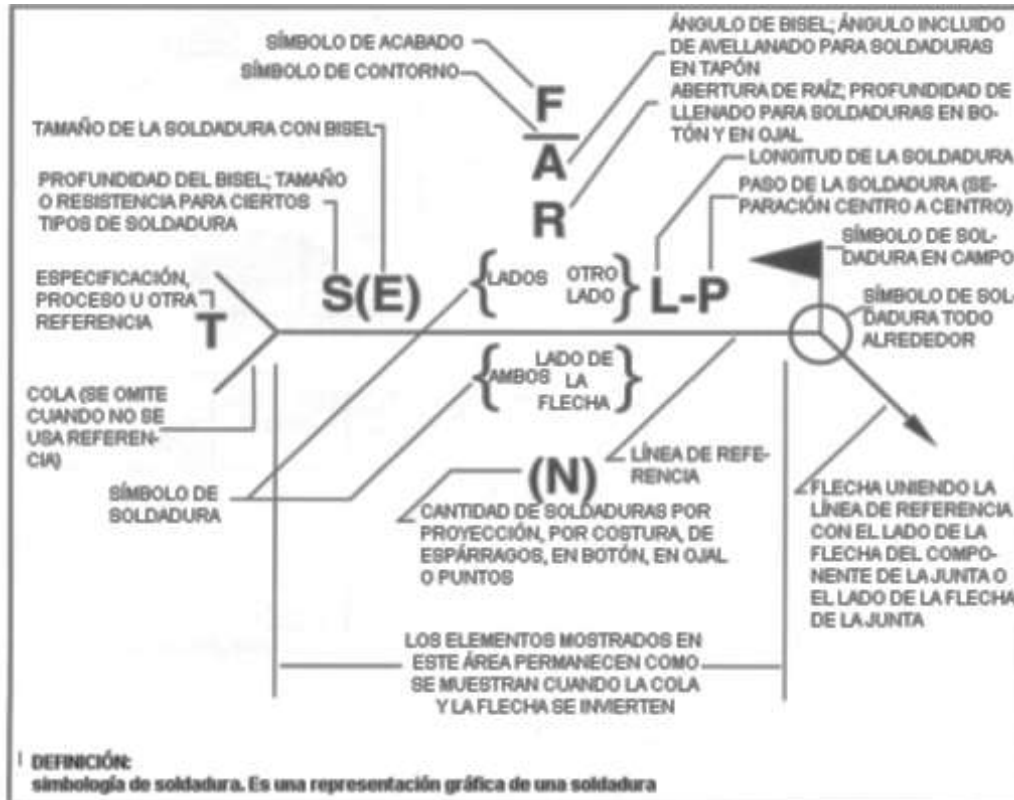 SÍMBOLO DE ACABADO
SÍMBOLO DE CONTORNO
F
A
R
ÁNGULO DE BISEL; ÁNGULO INCLUIDO
DE AVELLANADO PARA SOLDADURAS
EN TAPÓN
ABERTURA DE RAÍZ; PROFUNDIDAD DE
LLENADO PARA SOLDADURAS EN BO-
TÓN Y EN OJAL
TAMAÑO DE LA SOLDADURA CON BISEL
PROFUNDIDAD DEL BISEL; TAMAÑO
O RESISTENCIA PARA CIERTOS
TIPOS DE SOLDADURA
LONGITUD DE LA SOLDADURA
PASO DE LA SOLDADURA (SE-
PARACIÓN CENTRO A CENTRO)
SÍMBOLO DE SOL-
DADURA EN CAMPO
ESPECIFICACIÓN,
PROCESO U OTRA
REFERENCIA
T
S(E)
LADOS
OTRO
LADO
L-P
SÍMBOLO DE SOL-
DADURA TODO
ALREDEDOR
AMBOS
LADO DE
LA
FLECHA
COLA (SE OMITE
CUANDO NO SE
USA REFEREN-
CIA)
SÍMBOLO DE
SOLDADURA
(N)
LÍNEA DE REFE-
RENCIA
CANTIDAD DE SOLDADURAS POR
PROYECCIÓN, POR COSTURA, DE
ESPÁRRAGOS, EN BOTÓN, EN OJAL
O PUNTOS
FLECHA UNIENDO LA
LÍNEA DE REFERENCIA
CON EL LADO DE LA
FLECHA DEL COMPO-
NENTE DE LA JUNTA O
EL LADO DE LA FLECHA
DE LA JUNTA
LOS ELEMENTOS MOSTRADOS EN
ESTE ÁREA PERMANECEN COMO
SE MUESTRAN CUANDO LA COLA
Y LA FLECHA SE INVIERTEN
DEFINICIÓN:
simbología de soldadura. Es una representación gráfica de una soldadura